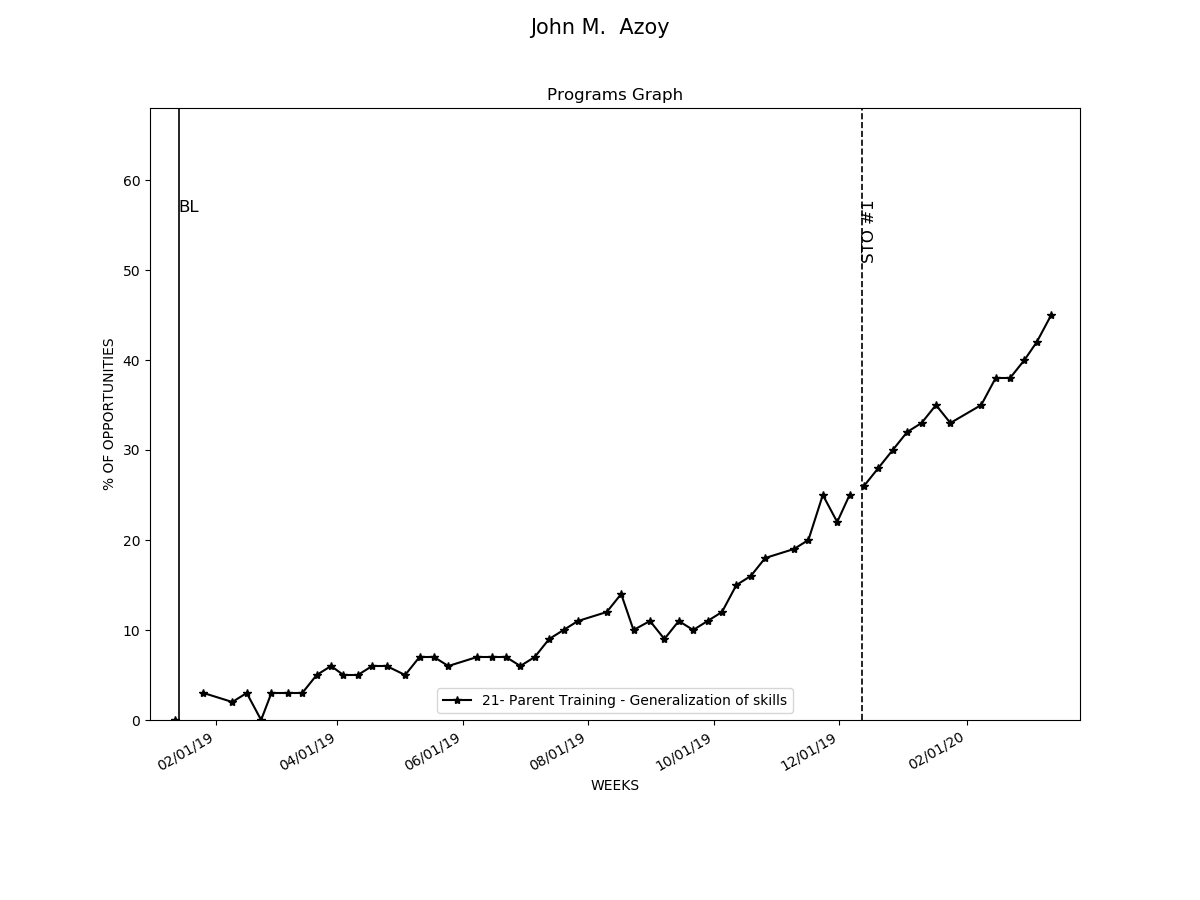 John M.  Azoy
Programs Graph
60
50
40
30
20
10
0
% OF OPPORTUNITIES
BL
STO #1
21- Parent Training - Generalization of skills
02/01/19
04/01/19
06/01/19
08/01/19
10/01/19
12/01/19
02/01/20
WEEKS